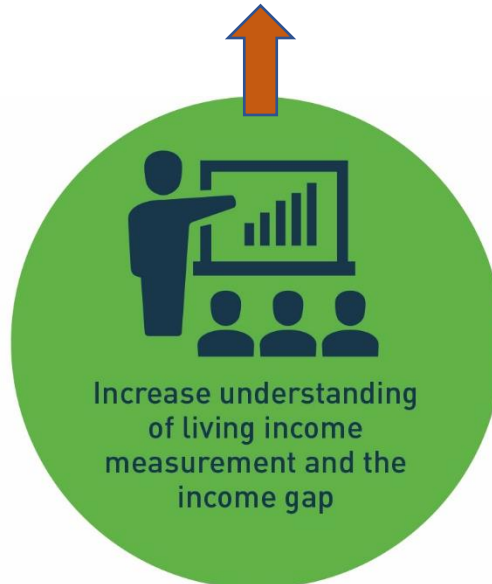 Increase understanding
of living income
measurement and the
income gap